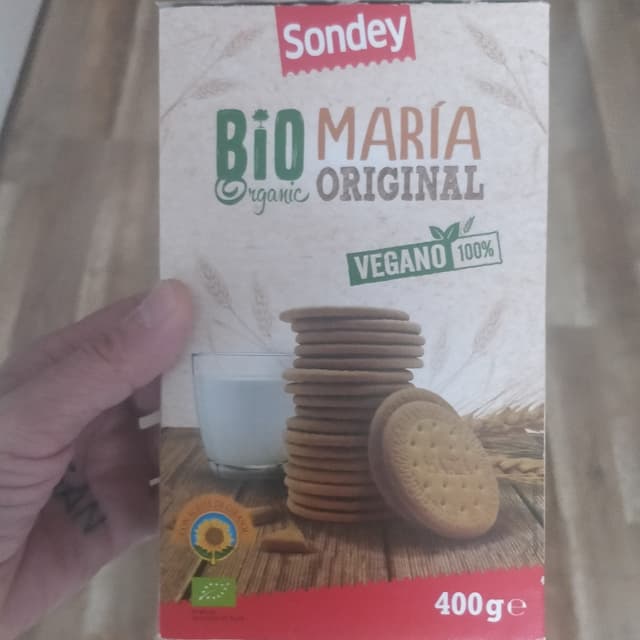 Sondey
BiO MARÍA
Organic ORIGINAL
VEGANO 100%
400g e